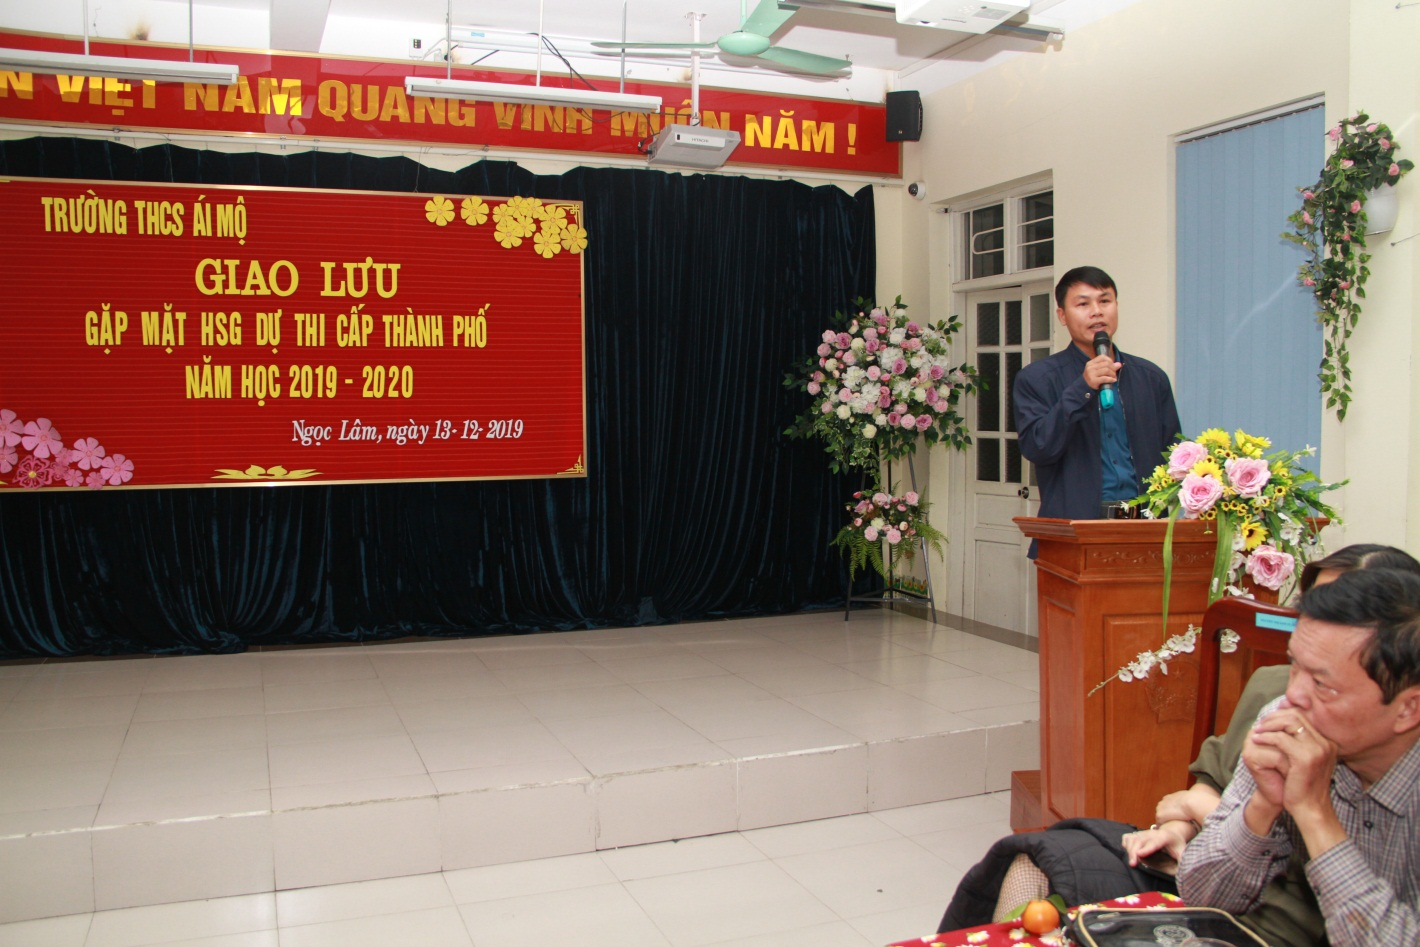 N VIỆT NAM QUANG VINH MUÔN NĂM !
TRƯỜNG THCS ÁI MỘ
GIAO LƯU
GẶP MẶT HSG DỰ THI CẤP THÀNH PHỐ
NĂM HỌC 2019 - 2020
Ngọc Lâm, ngày 13-12-2019
HITACHI